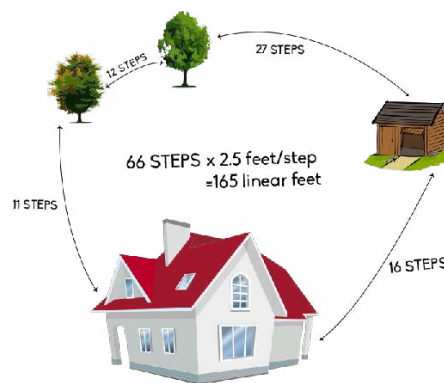 12 STEPS
27 STEPS
66 STEPS x 2.5 feet/step
=165 linear feet
11 STEPS
16 STEPS